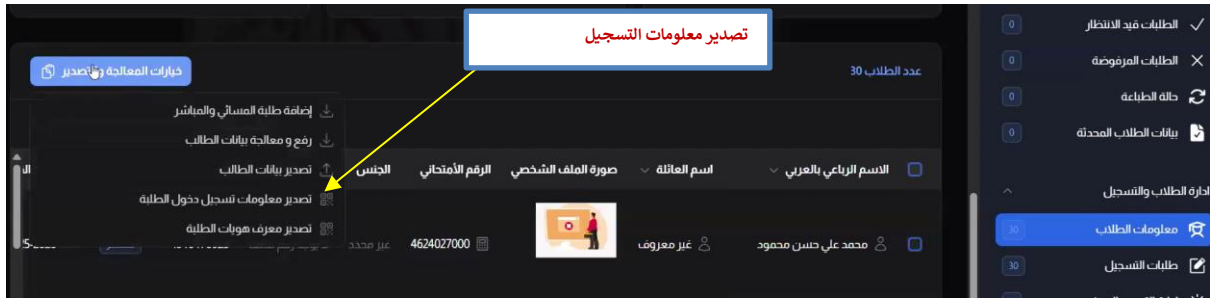 تصدير معلومات التسجيل
الطلبات قيد الانتظار
0
الطلبات المرفوضة
0
حالة الطباعة
0
بيانات الطلاب المحدثة
0
ادارة الطلاب والتسجيل
معلومات الطلاب
30
طلبات التسجيل
30
عدد الطلاب 30
خيارات المعالجة والتصدير
إضافة طلبة المسائي والمباشر
رفع و معالجة بيانات الطالب
تصدير بيانات الطالب
تصدير معلومات تسجيل دخول الطلبة
تصدير معرف هويات الطلبة
الاسم الرباعي بالعربي
اسم العائلة
صورة الملف الشخصي
الرقم الأمتحاني
الجنس
محمد علي حسن محمود
غير معروف
4624027000
غير محدد